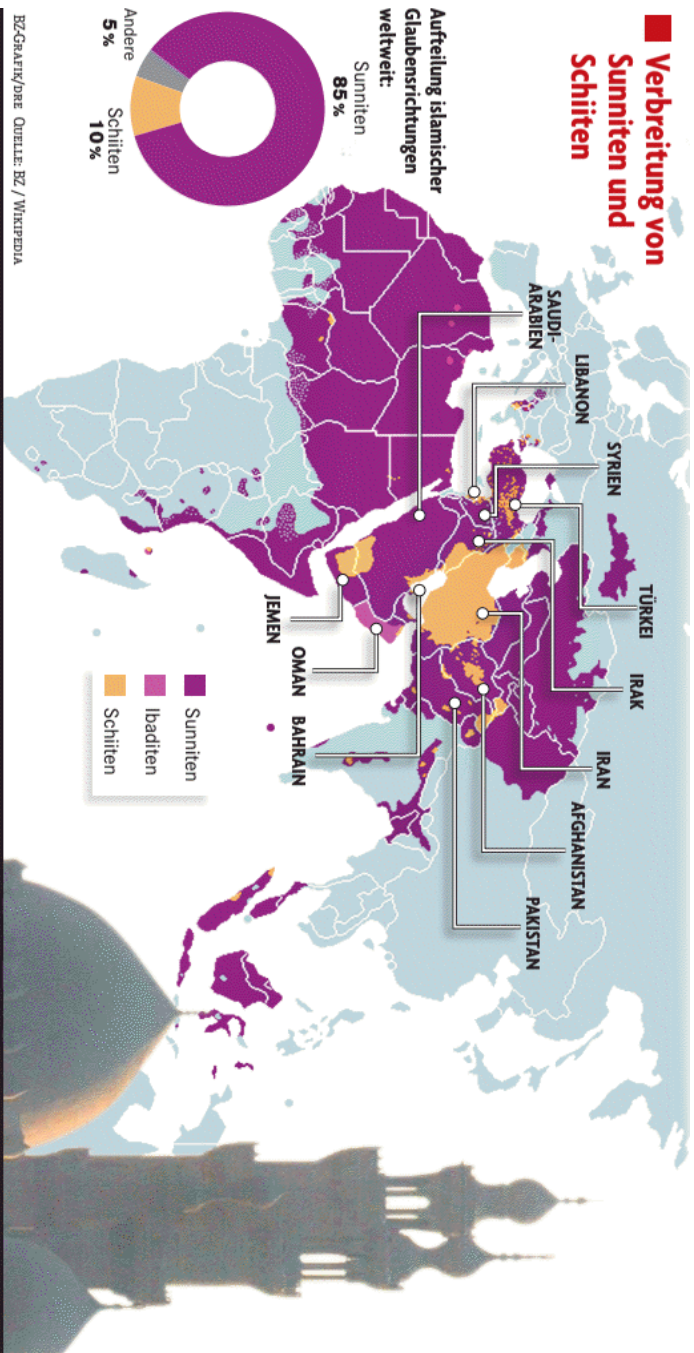 Verbreitung von
Sunniten und
Schiiten
Aufteilung islamischer
Glaubensrichtungen
weltweit:
Sunniten
85%
Andere
5%
Schiiten
10%
SAUDI-
ARABIEN
LIBANON
SYRIEN
TÜRKEI
IRAK
IRAN
AFGHANISTAN
PAKISTAN
JEMEN
OMAN
BAHRAIN
Sunniten
Ibaditen
Schiiten
BZ-GRAFIK/DRE QUELLE: BZ / WIKIPEDIA